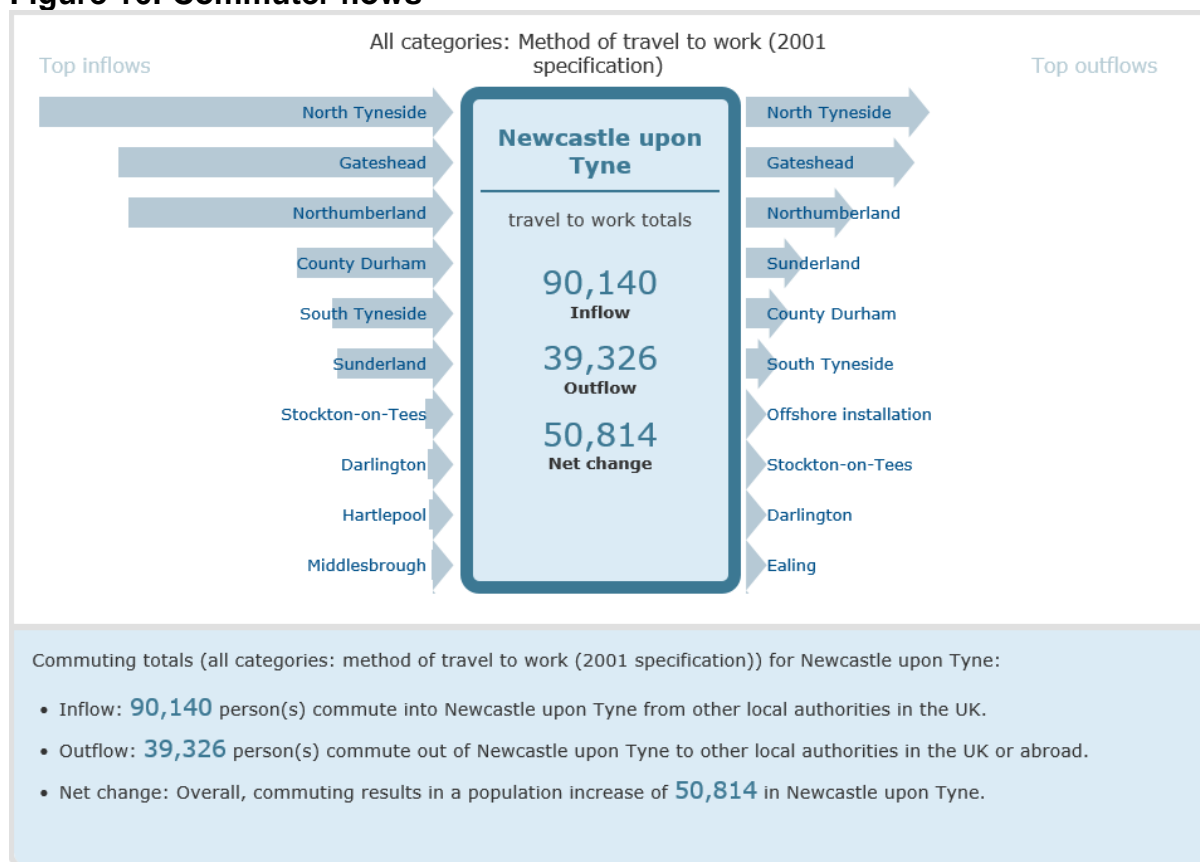 Figure 10: Commuter flows
All categories: Method of travel to work (2001
specification)
Top inflows
Top outflows
North Tyneside
Gateshead
Northumberland
County Durham
South Tyneside
Sunderland
Stockton-on-Tees
Darlington
Hartlepool
Middlesbrough
Newcastle upon
Tyne
travel to work totals
90,140
Inflow
39,326
Outflow
50,814
Net change
North Tyneside
Gateshead
Northumberland
Sunderland
County Durham
South Tyneside
Offshore installation
Stockton-on-Tees
Darlington
Ealing
Commuting totals (all categories: method of travel to work (2001 specification)) for Newcastle upon Tyne:
• Inflow: 90,140 person(s) commute into Newcastle upon Tyne from other local authorities in the UK.
• Outflow: 39,326 person(s) commute out of Newcastle upon Tyne to other local authorities in the UK or abroad.
• Net change: Overall, commuting results in a population increase of 50,814 in Newcastle upon Tyne.